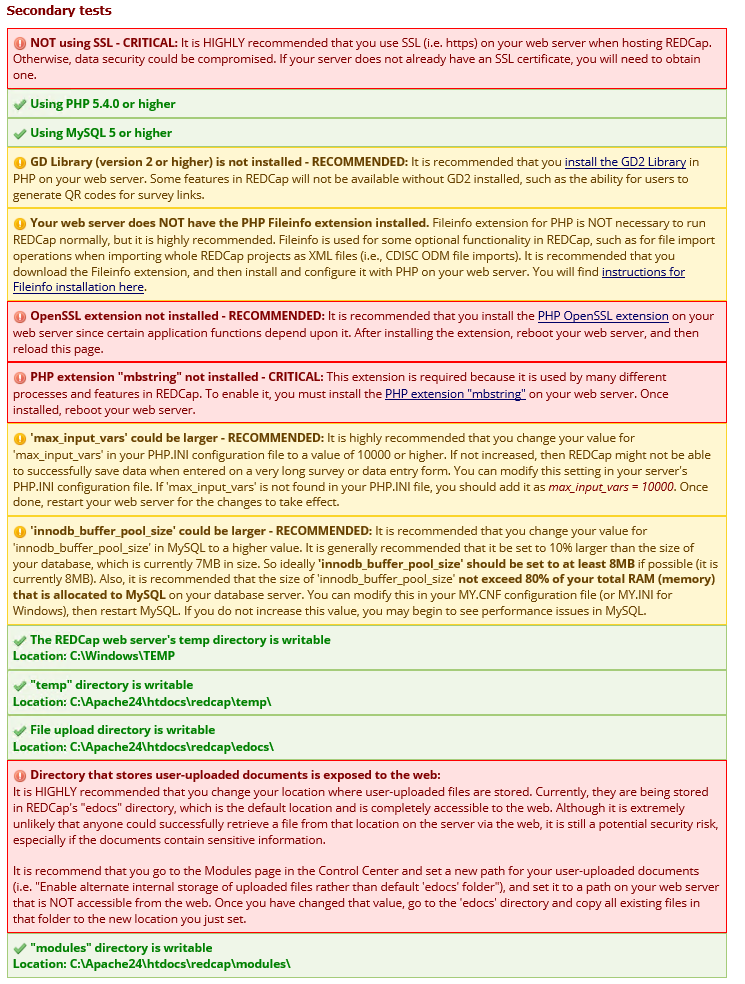 Secondary tests
NOT using SSL - CRITICAL: It is HIGHLY recommended that you use SSL (i.e. https) on your web server when hosting REDCap.
Otherwise, data security could be compromised. If your server does not already have an SSL certificate, you will need to obtain
one.
Using PHP 5.4.0 or higher
Using MySQL 5 or higher
GD Library (version 2 or higher) is not installed - RECOMMENDED: It is recommended that you install the GD2 Library in
PHP on your web server. Some features in REDCap will not be available without GD2 installed, such as the ability for users to
generate QR codes for survey links.
Your web server does NOT have the PHP Fileinfo extension installed. Fileinfo extension for PHP is NOT necessary to run
REDCap normally, but it is highly recommended. Fileinfo is used for some optional functionality in REDCap, such as for file import
operations when importing whole REDCap projects as XML files (i.e., CDISC ODM file imports). It is recommended that you
download the Fileinfo extension, and then install and configure it with PHP on your web server. You will find instructions for
Fileinfo installation here.
OpenSSL extension not installed - RECOMMENDED: It is recommended that you install the PHP OpenSSL extension on your
web server since certain application functions depend upon it. After installing the extension, reboot your web server, and then
reload this page.
PHP extension "mbstring" not installed - CRITICAL: This extension is required because it is used by many different
processes and features in REDCap. To enable it, you must install the PHP extension "mbstring" on your web server. Once
installed, reboot your web server.
'max_input_vars' could be larger - RECOMMENDED: It is highly recommended that you change your value for
'max_input_vars' in your PHP.INI configuration file to a value of 10000 or higher. If not increased, then REDCap might not be able
to successfully save data when entered on a very long survey or data entry form. You can modify this setting in your server's
PHP.INI configuration file. If 'max_input_vars' is not found in your PHP.INI file, you should add it as max_input_vars = 10000. Once
done, restart your web server for the changes to take effect.
'innodb_buffer_pool_size' could be larger - RECOMMENDED: It is recommended that you change your value for
'innodb_buffer_pool_size' in MySQL to a higher value. It is generally recommended that it be set to 10% larger than the size of
your database, which is currently 7MB in size. So ideally 'innodb_buffer_pool_size' should be set to at least 8MB if possible (it is
currently 8MB). Also, it is recommended that the size of 'innodb_buffer_pool_size' not exceed 80% of your total RAM (memory)
that is allocated to MySQL on your database server. You can modify this in your MY.CNF configuration file (or MY.INI for
Windows), then restart MySQL. If you do not increase this value, you may begin to see performance issues in MySQL.
The REDCap web server's temp directory is writable
Location: C:\Windows\TEMP
"temp" directory is writable
Location: C:\Apache24\htdocs\redcap\temp\
File upload directory is writable
Location: C:\Apache24\htdocs\redcap\edocs\
Directory that stores user-uploaded documents is exposed to the web:
It is HIGHLY recommended that you change your location where user-uploaded files are stored. Currently, they are being stored
in REDCap's "edocs" directory, which is the default location and is completely accessible to the web. Although it is extremely
unlikely that anyone could successfully retrieve a file from that location on the server via the web, it is still a potential security risk,
especially if the documents contain sensitive information.
It is recommend that you go to the Modules page in the Control Center and set a new path for your user-uploaded documents
(i.e. "Enable alternate internal storage of uploaded files rather than default 'edocs' folder"), and set it to a path on your web server
that is NOT accessible from the web. Once you have changed that value, go to the 'edocs' directory and copy all existing files in
that folder to the new location you just set.
"modules" directory is writable
Location: C:\Apache24\htdocs\redcap\modules\